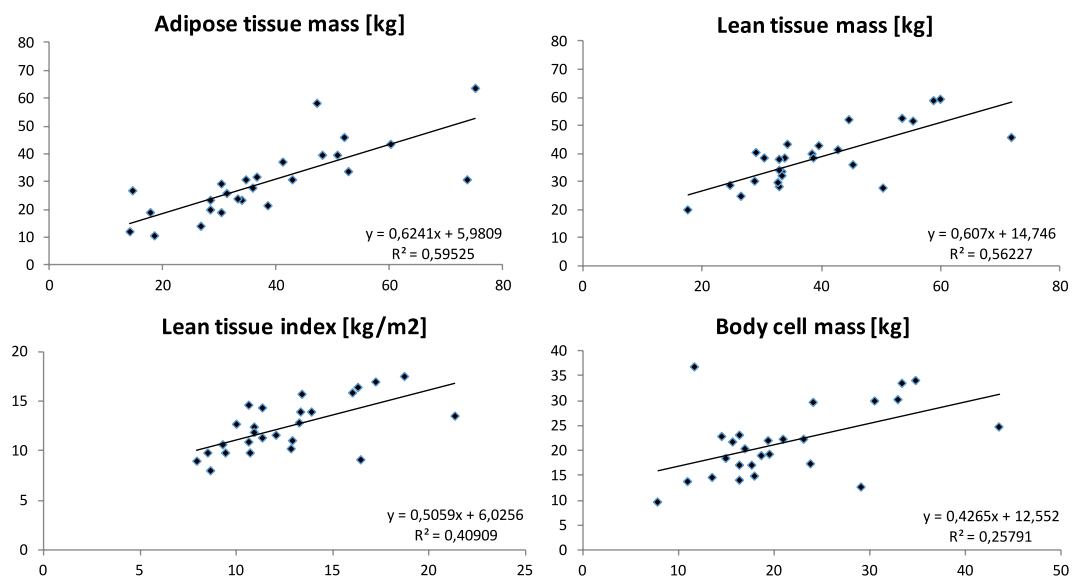 Adipose tissue mass [kg]
80
70
60
50
40
30
20
10
0
0 20 40 60 80
y = 0,6241x + 5,9809
R² = 0,59525
Lean tissue mass [kg]
80
70
60
50
40
30
20
10
0
0 20 40 60 80
y = 0,607x + 14,746
R² = 0,56227
Lean tissue index [kg/m2]
20
15
10
5
0
0 5 10 15 20 25
y = 0,5059x + 6,0256
R² = 0,40909
Body cell mass [kg]
40
35
30
25
20
15
10
5
0
0 10 20 30 40 50
y = 0,4265x + 12,552
R² = 0,25791